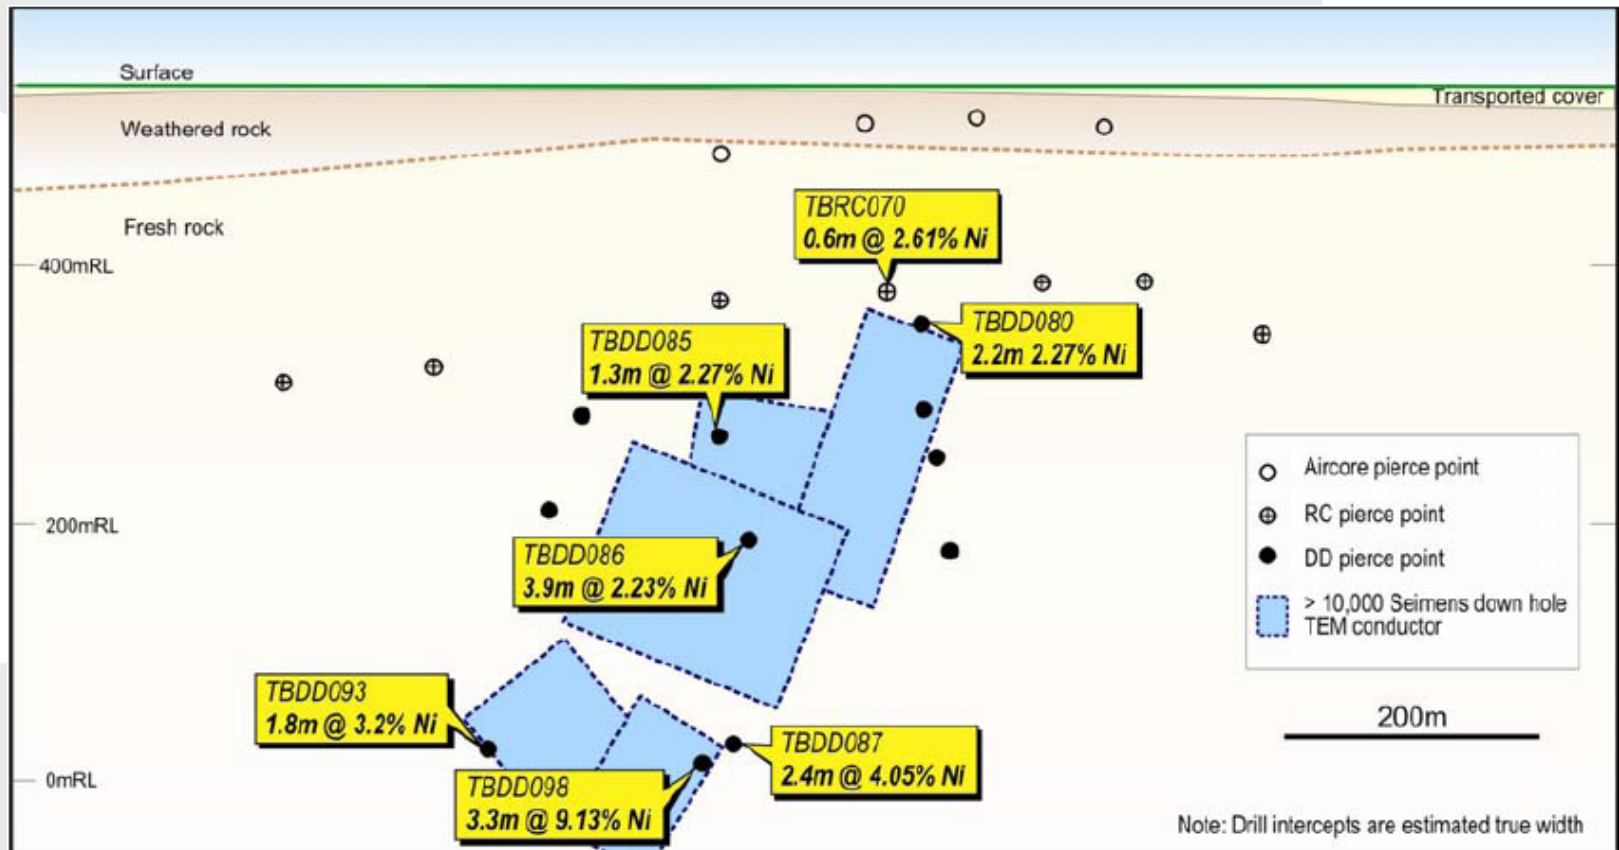 Surface
Transported cover
Weathered rock
Fresh rock
TBRC070
0.6m @ 2.61% Ni
400mRL
TBDD080
2.2m 2.27% Ni
TBDD085
1.3m @ 2.27% Ni
Aircore pierce point
RC pierce point
DD pierce point
> 10,000 Seimens down hole
TEM conductor
200mRL
TBDD086
3.9m @ 2.23% Ni
TBDD093
1.8m @ 3.2% Ni
200m
TBDD087
2.4m @ 4.05% Ni
0mRL
TBDD098
3.3m @ 9.13% Ni
Note: Drill intercepts are estimated true width